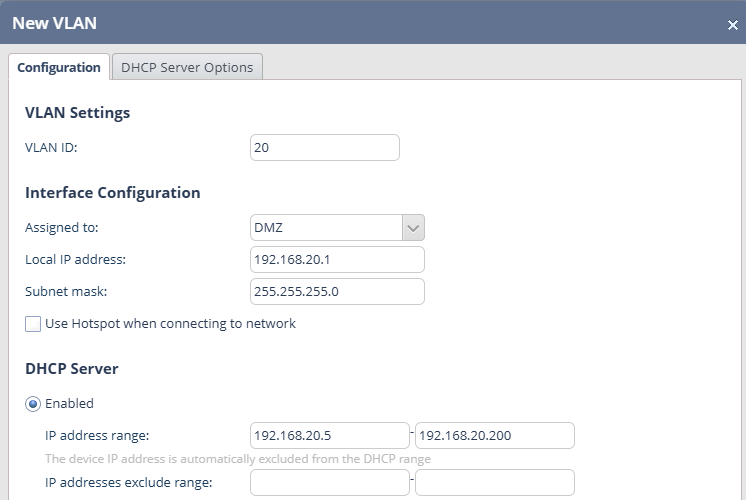 New VLAN ×
Configuration DHCP Server Options
VLAN Settings
VLAN ID: 20
Interface Configuration
Assigned to: DMZ
Local IP address: 192.168.20.1
Subnet mask: 255.255.255.0
Use Hotspot when connecting to network
DHCP Server
Enabled
IP address range: 192.168.20.5 - 192.168.20.200
The device IP address is automatically excluded from the DHCP range
IP addresses exclude range: -